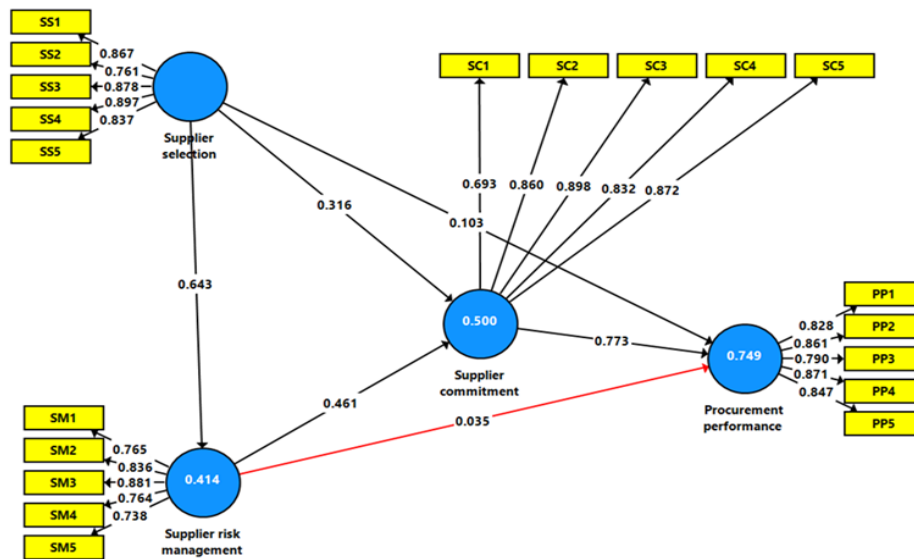 SS1
SS2
SS3
SS4
SS5
0.867
0.761
0.878
0.897
0.837
Supplier
selection
SC1
SC2
SC3
SC4
SC5
0.693
0.860
0.898
0.832
0.872
0.316
0.103
0.643
0.500
Supplier
commitment
0.773
0.461
0.035
PP1
PP2
PP3
PP4
PP5
0.828
0.861
0.790
0.871
0.847
0.749
Procurement
performance
SM1
SM2
SM3
SM4
SM5
0.765
0.836
0.881
0.764
0.738
0.414
Supplier risk
management